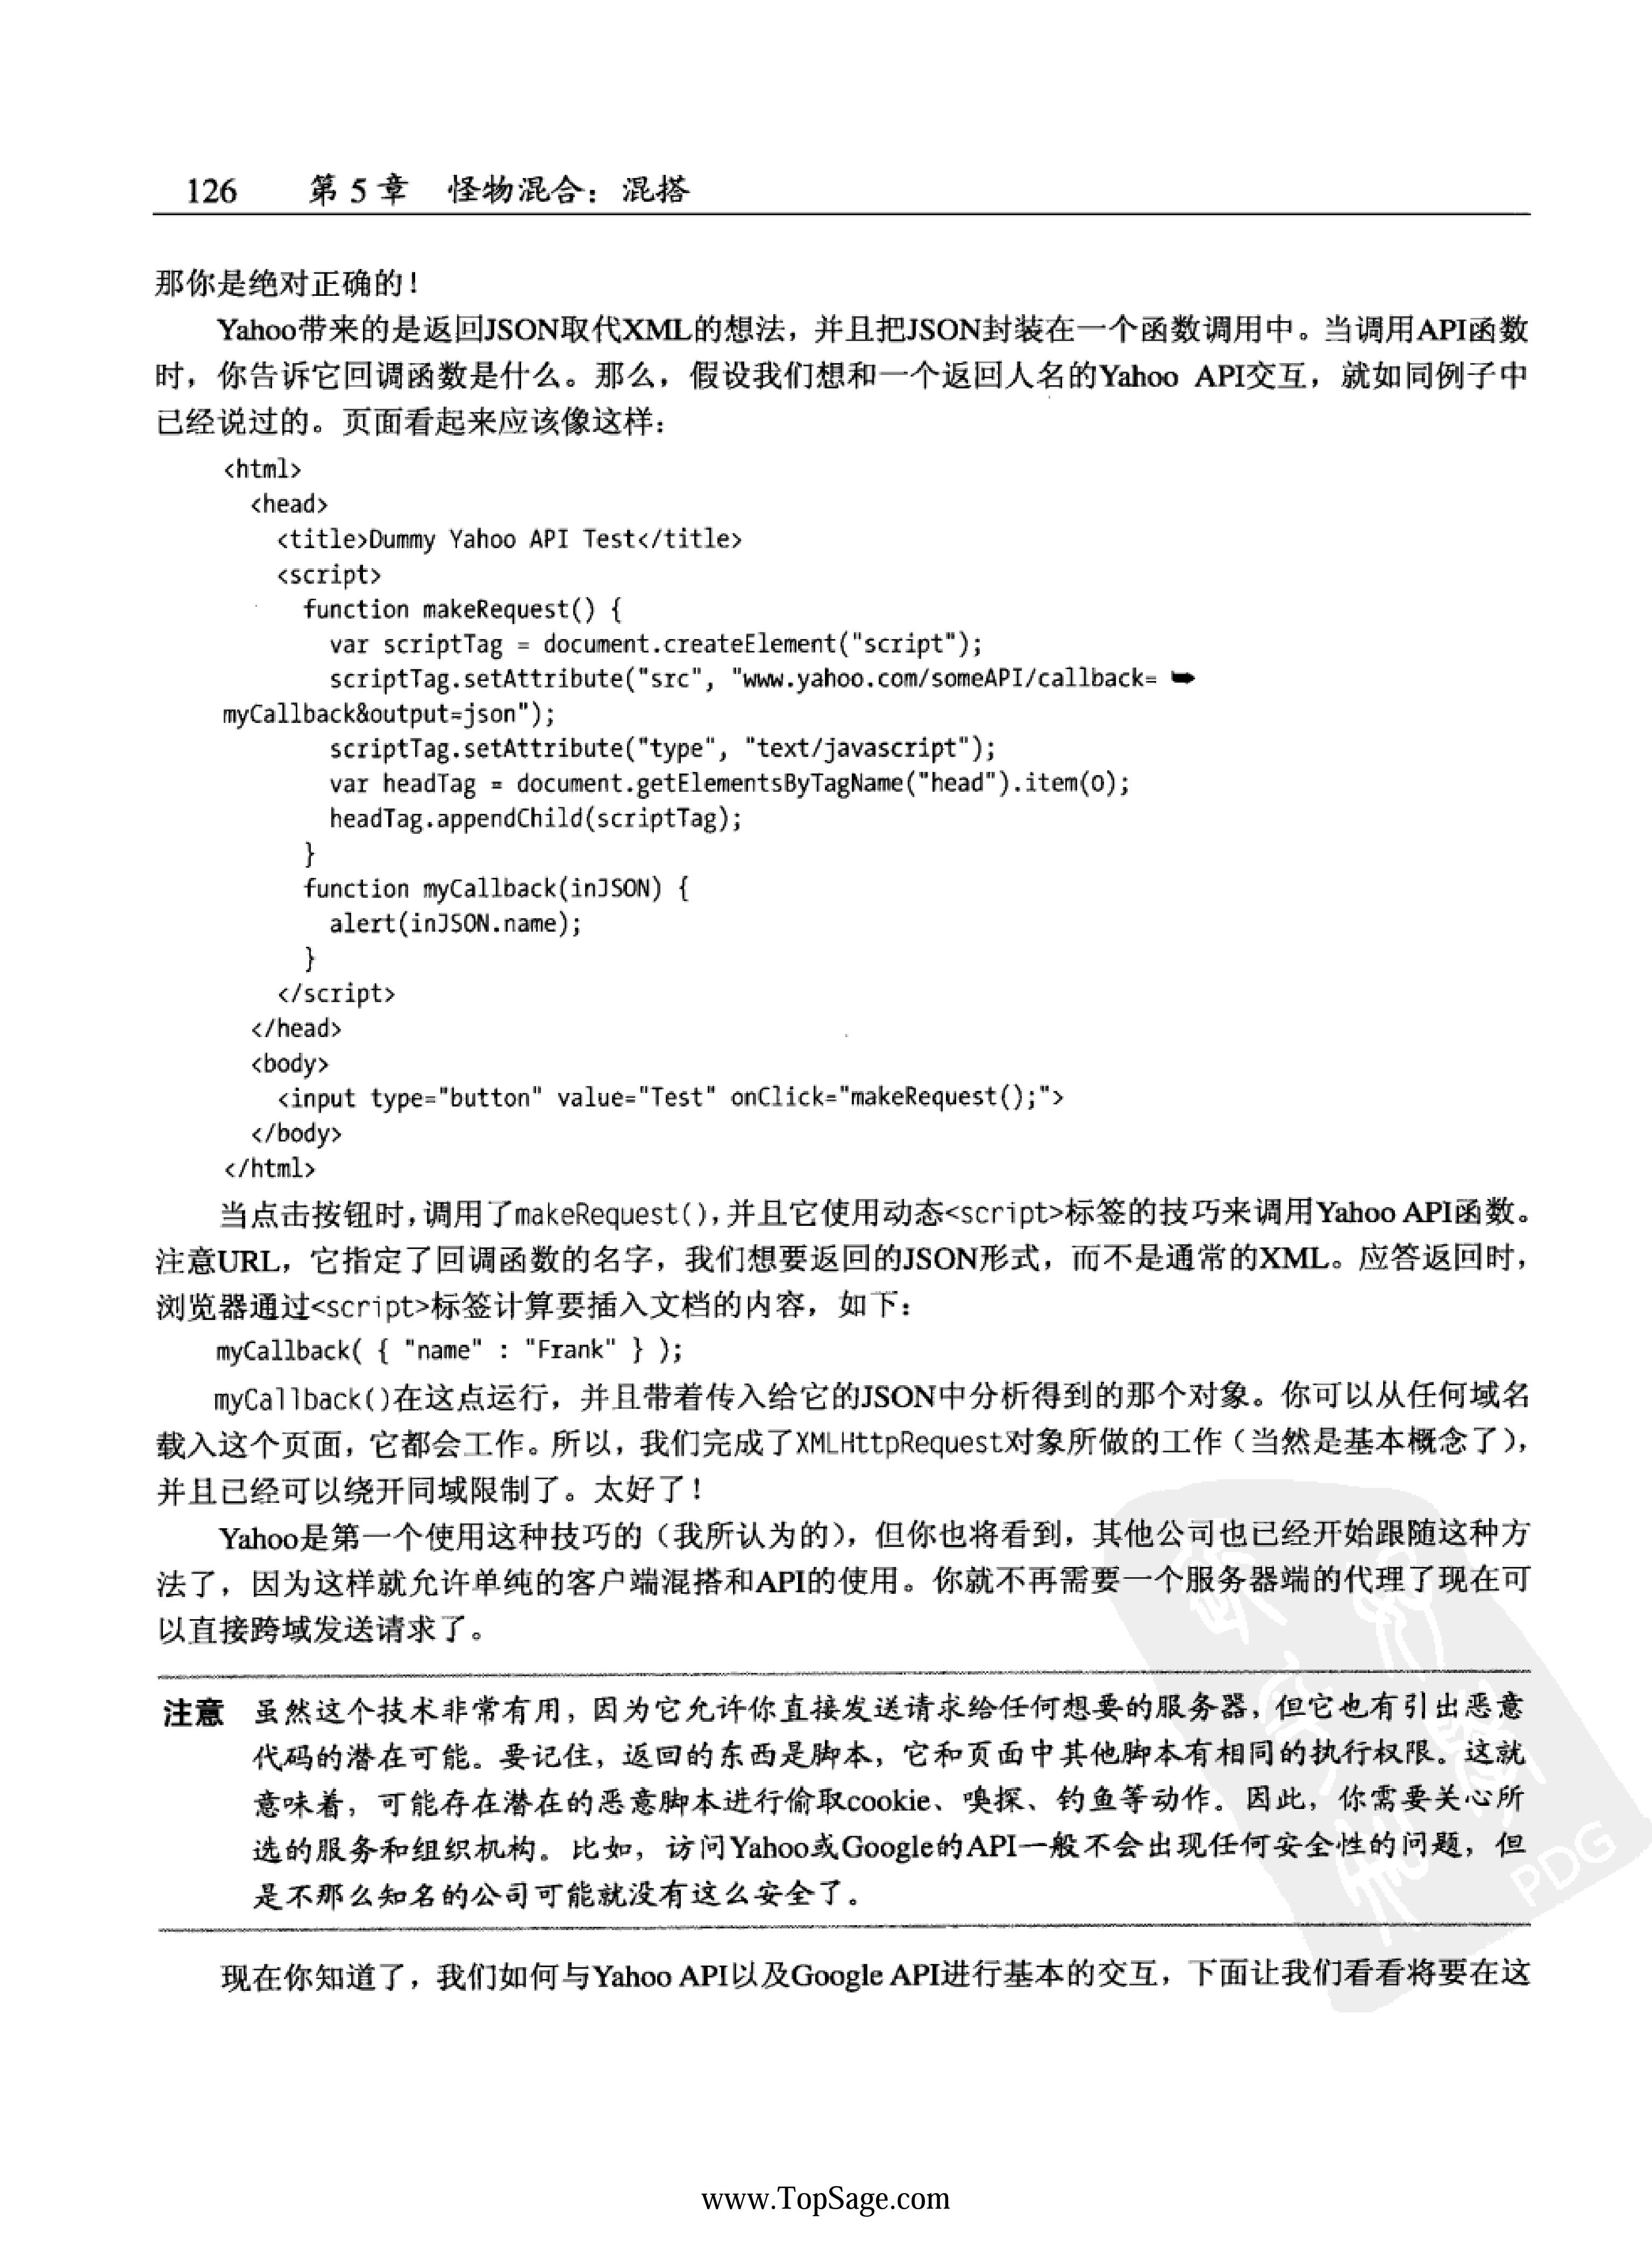 126 第 5 章 怪物混合：混搭
那你是绝对正确的！
Yahoo带来的是返回JSON取代XML的想法，并且把JSON封装在一个函数调用中。当调用API函数
时，你告诉它回调函数是什么。那么，假设我们想和一个返回人名的Yahoo API交互，就如同例子中
已经说过的。页面看起来应该像这样：
<html>
<head>
<title>Dummy Yahoo API Test</title>
<script>
function makeRequest() {
var scriptTag = document.createElement("script");
scriptTag.setAttribute("src", "www.yahoo.com/someAPI/callback= ➥
myCallback&output=json");
scriptTag.setAttribute("type", "text/javascript");
var headTag = document.getElementsByTagName("head").item(0);
headTag.appendChild(scriptTag);
}
function myCallback(inJSON) {
alert(inJSON.name);
}
</script>
</head>
<body>
<input type="button" value="Test" onClick="makeRequest();">
</body>
</html>
当点击按钮时，调用了makeRequest()，并且它使用动态<script>标签的技巧来调用Yahoo API函数。
注意URL，它指定了回调函数的名字，我们想要返回的JSON形式，而不是通常的XML。应答返回时，
浏览器通过<script>标签计算要插入文档的内容，如下：
myCallback( { "name" : "Frank" } );
myCallback()在这点运行，并且带着传入给它的JSON中分析得到的那个对象。你可以从任何域名
载入这个页面，它都会工作。所以，我们完成了XMLHttpRequest对象所做的工作（当然是基本概念了），
并且已经可以绕开同域限制了。太好了！
Yahoo是第一个使用这种技巧的（我所认为的），但你也将看到，其他公司也已经开始跟随这种方
法了，因为这样就允许单纯的客户端混搭和API的使用。你就不再需要一个服务器端的代理了现在可
以直接跨域发送请求了。
注意 虽然这个技术非常有用，因为它允许你直接发送请求给任何想要的服务器，但它也有引出恶意
代码的潜在可能。要记住，返回的东西是脚本，它和页面中其他脚本有相同的执行权限。这就
意味着，可能存在潜在的恶意脚本进行偷取cookie、嗅探、钓鱼等动作。因此，你需要关心所
选的服务和组织机构。比如，访问Yahoo或Google的API一般不会出现任何安全性的问题，但
是不那么知名的公司可能就没有这么安全了。
PDG
现在你知道了，我们如何与Yahoo API以及Google API进行基本的交互，下面让我们看看将要在这
www.TopSage.com